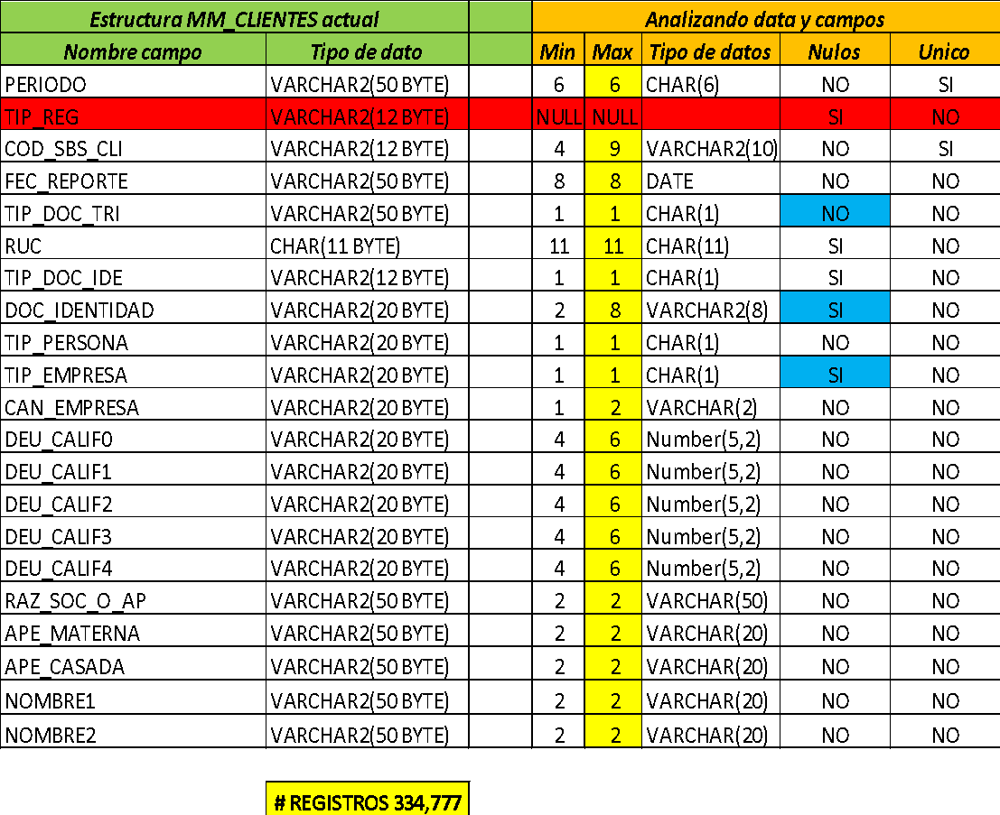 Estructura MM_CLIENTES actual Analizando data y campos
Nombre campo Tipo de dato Min Max Tipo de datos Nulos Unico
PERIODO VARCHAR2(50 BYTE) 6 6 CHAR(6) NO SI
TIP_REG VARCHAR2(12 BYTE) NULL NULL SI NO
COD_SBS_CLI VARCHAR2(12 BYTE) 4 9 VARCHAR2(10) NO SI
FEC_REPORTE VARCHAR2(50 BYTE) 8 8 DATE NO NO
TIP_DOC_TRI VARCHAR2(50 BYTE) 1 1 CHAR(1) NO NO
RUC CHAR(11 BYTE) 11 11 CHAR(11) SI NO
TIP_DOC_IDE VARCHAR2(12 BYTE) 1 1 CHAR(1) SI NO
DOC_IDENTIDAD VARCHAR2(20 BYTE) 2 8 VARCHAR2(8) SI NO
TIP_PERSONA VARCHAR2(20 BYTE) 1 1 CHAR(1) NO NO
TIP_EMPRESA VARCHAR2(20 BYTE) 1 1 CHAR(1) SI NO
CAN_EMPRESA VARCHAR2(20 BYTE) 1 2 VARCHAR(2) NO NO
DEU_CALIF0 VARCHAR2(20 BYTE) 4 6 Number(5,2) NO NO
DEU_CALIF1 VARCHAR2(20 BYTE) 4 6 Number(5,2) NO NO
DEU_CALIF2 VARCHAR2(20 BYTE) 4 6 Number(5,2) NO NO
DEU_CALIF3 VARCHAR2(20 BYTE) 4 6 Number(5,2) NO NO
DEU_CALIF4 VARCHAR2(20 BYTE) 4 6 Number(5,2) NO NO
RAZ_SOC_O_AP VARCHAR2(50 BYTE) 2 2 VARCHAR(50) NO NO
APE_MATERNA VARCHAR2(50 BYTE) 2 2 VARCHAR(20) NO NO
APE_CASADA VARCHAR2(50 BYTE) 2 2 VARCHAR(20) NO NO
NOMBRE1 VARCHAR2(50 BYTE) 2 2 VARCHAR(20) NO NO
NOMBRE2 VARCHAR2(50 BYTE) 2 2 VARCHAR(20) NO NO
# REGISTROS 334,777